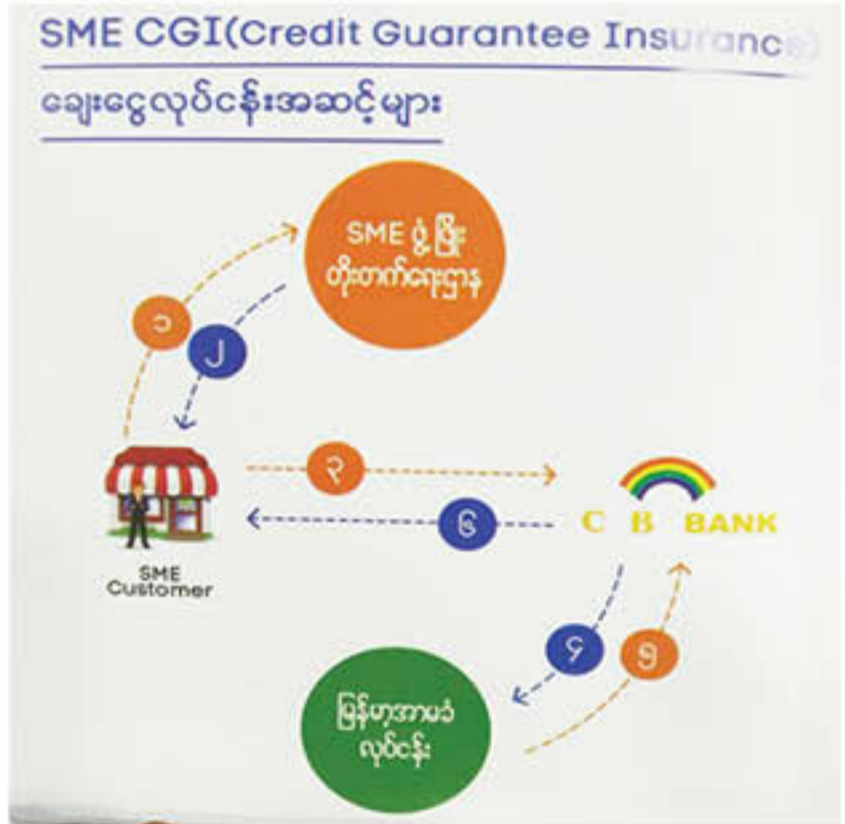 SME CGI(Credit Guarantee Insurance)
ချေးငွေလုပ်ငန်းအဆင့်များ
SME ဖွံ့ဖြိုး
တိုးတက်ရေးဌာန
၁
၂
၃
၆
C B BANK
SME
Customer
၄
၅
မြန်မာ့အာမခံ
လုပ်ငန်း